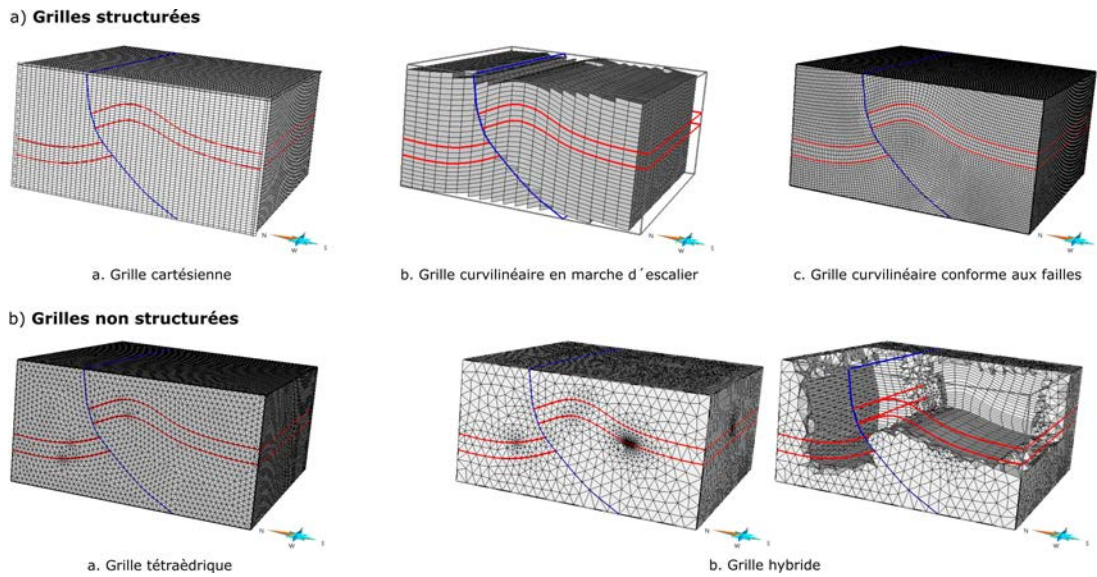 a) Grilles structurées
N W S
N W S
N W S
a. Grille cartésienne
b. Grille curvilinéaire en marche d´escalier
c. Grille curvilinéaire conforme aux failles
b) Grilles non structurées
N W S
N W S
N W S
a. Grille tétraèdrique
b. Grille hybride